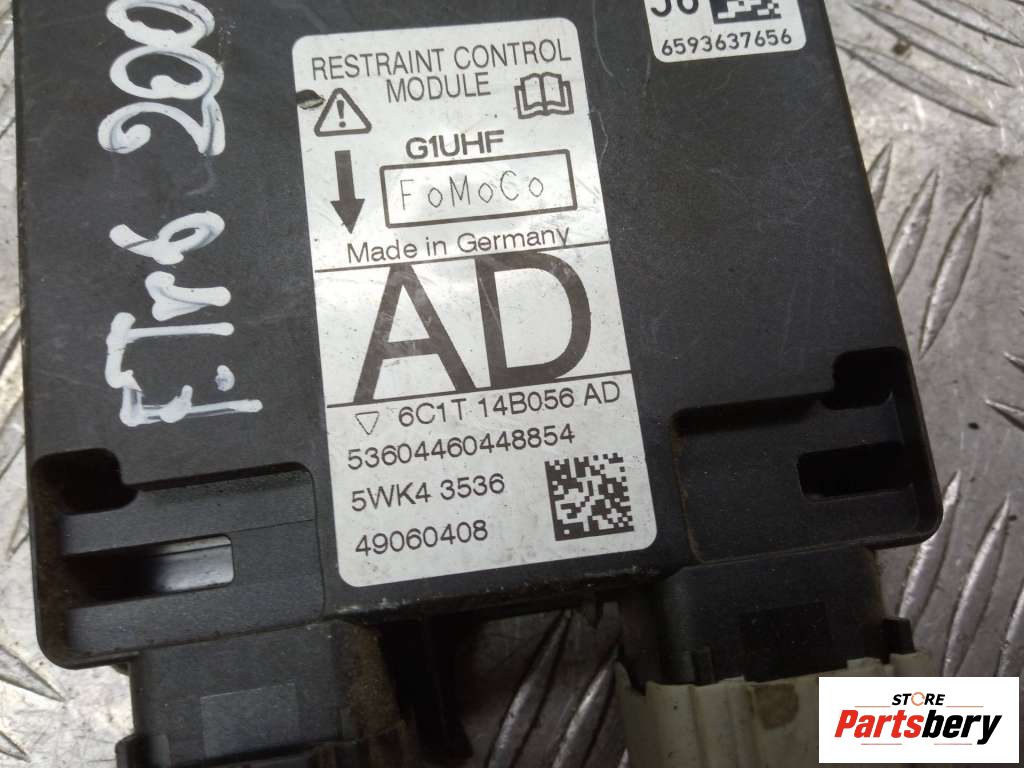 6593637656
RESTRAINT CONTROL
MODULE
G1UHF
FoMoCo
Made in Germany
AD
6C1T 14B056 AD
53604460448854
5WK4 3536
49060408
STORE
Partsbery